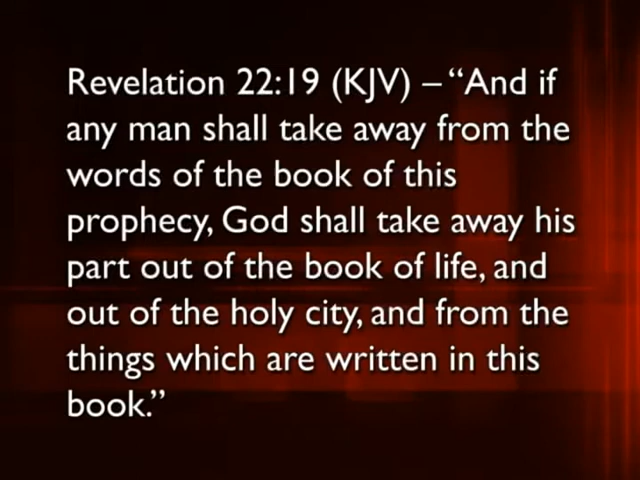 Revelation 22:19 (KJV) – “And if
any man shall take away from the
words of the book of this
prophecy, God shall take away his
part out of the book of life, and
out of the holy city, and from the
things which are written in this
book.”